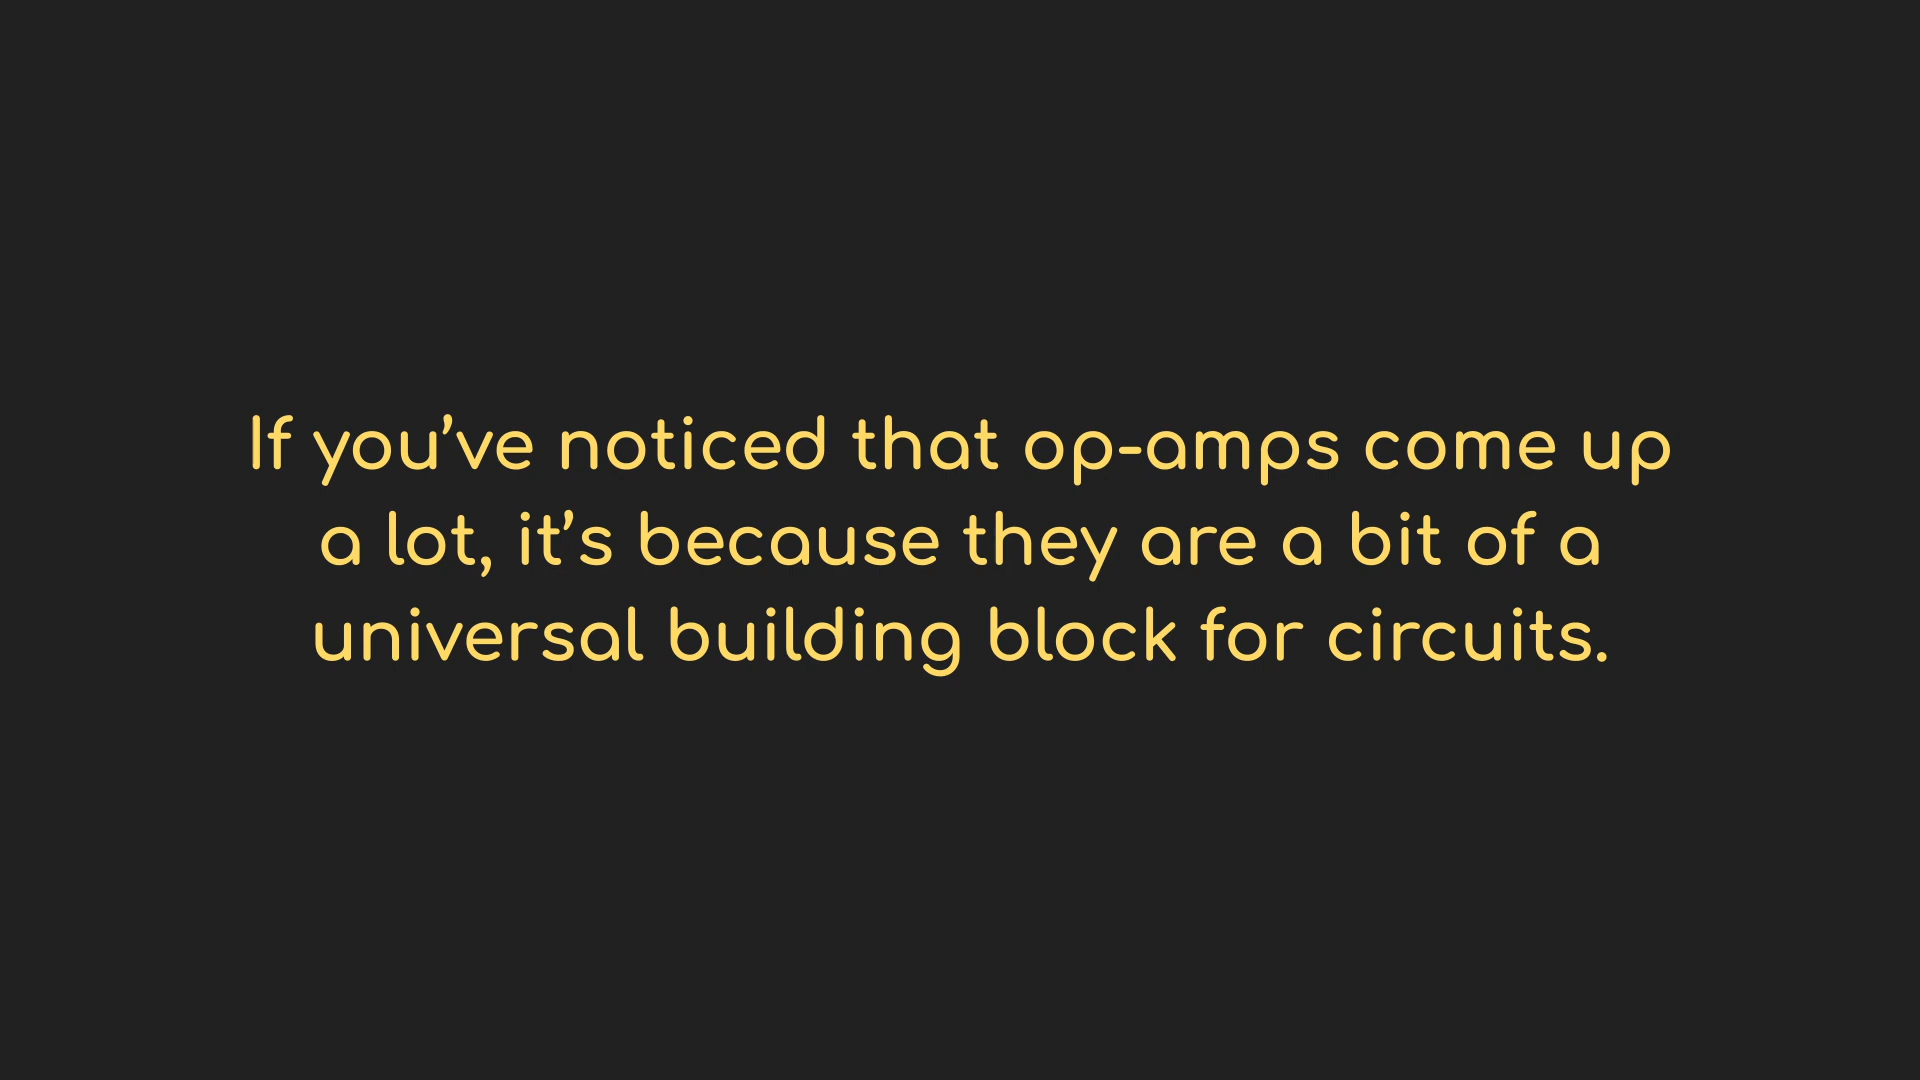 If you’ve noticed that op-amps come up
a lot, it’s because they are a bit of a
universal building block for circuits.